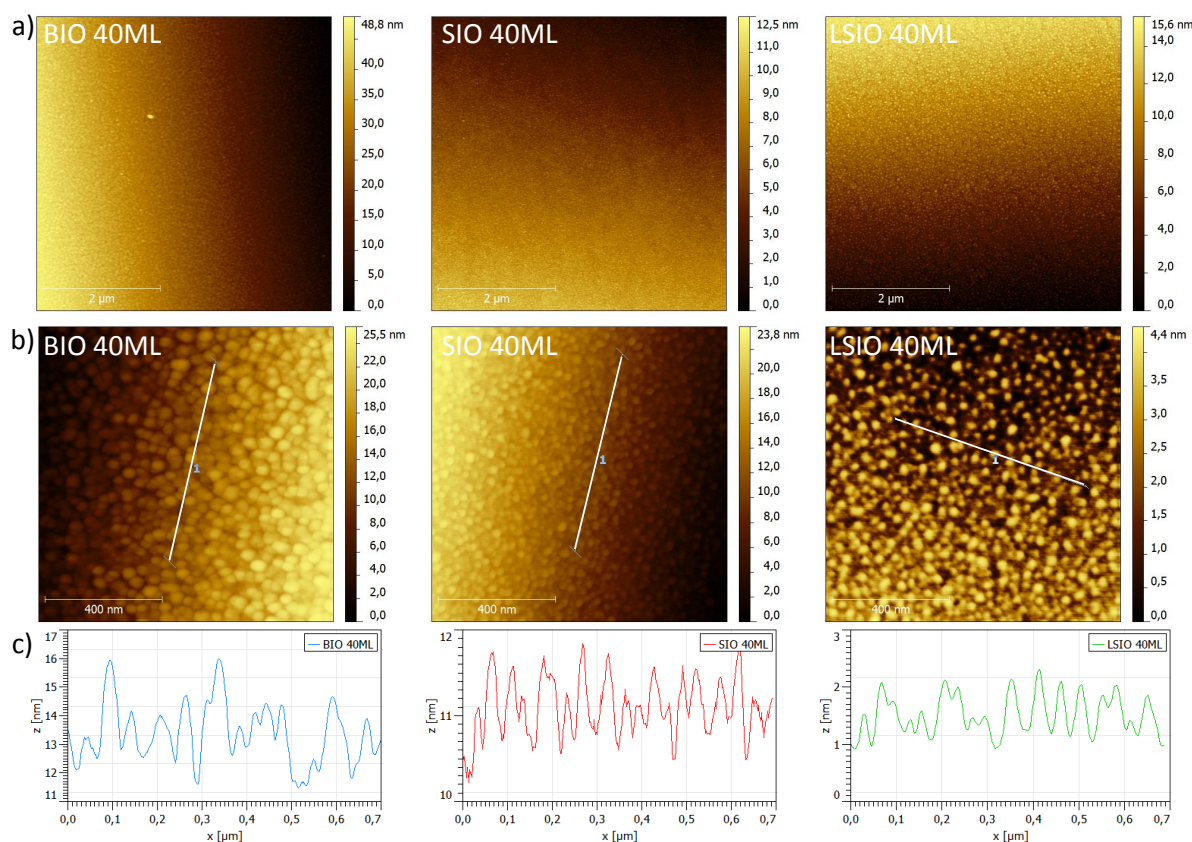 a)
BIO 40ML
48,8 nm
40,0
35,0
30,0
25,0
20,0
15,0
10,0
5,0
0,0
2 µm
SIO 40ML
12,5 nm
11,0
10,0
9,0
8,0
7,0
6,0
5,0
4,0
3,0
2,0
1,0
0,0
2 µm
LSIO 40ML
15,6 nm
14,0
12,0
10,0
8,0
6,0
4,0
2,0
0,0
2 µm
b)
BIO 40ML
25,5 nm
22,0
20,0
18,0
16,0
14,0
12,0
10,0
8,0
6,0
4,0
2,0
0,0
1
400 nm
SIO 40ML
23,8 nm
20,0
18,0
16,0
14,0
12,0
10,0
8,0
6,0
4,0
2,0
0,0
1
400 nm
LSIO 40ML
4,4 nm
3,5
3,0
2,5
2,0
1,5
1,0
0,5
0,0
1
400 nm
c)
17
16
15
14
13
12
11
z [nm]
BIO 40ML
0,0 0,1 0,2 0,3 0,4 0,5 0,6 0,7
x [µm]
12
11
10
z [nm]
SIO 40ML
0,0 0,1 0,2 0,3 0,4 0,5 0,6 0,7
x [µm]
3
2
1
0
z [nm]
LSIO 40ML
0,0 0,1 0,2 0,3 0,4 0,5 0,6 0,7
x [µm]